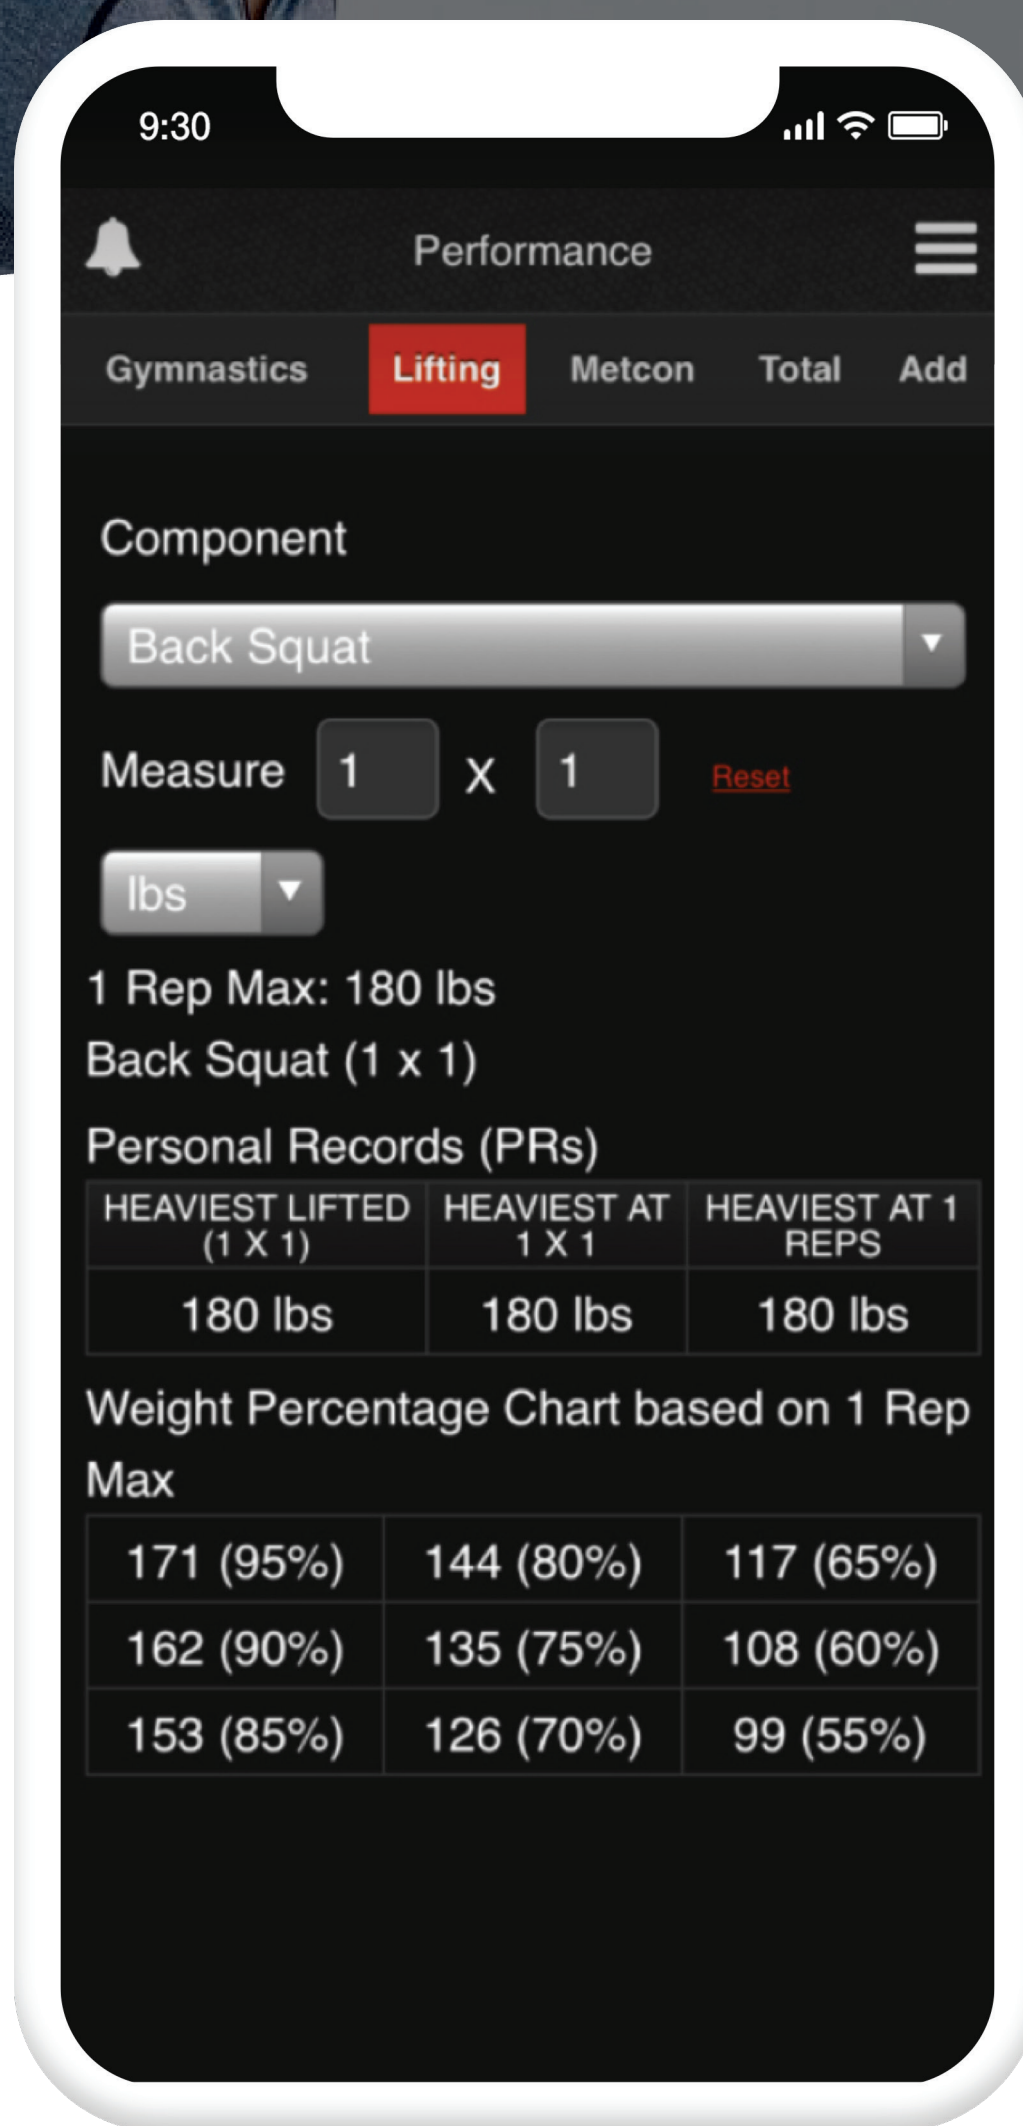 9:30
Performance
Gymnastics Lifting Metcon Total Add
Component
Back Squat
Measure 1 X 1 Reset
lbs
1 Rep Max: 180 lbs
Back Squat (1 x 1)
Personal Records (PRs)
HEAVIEST LIFTED HEAVIEST AT HEAVIEST AT 1
(1 X 1) 1 X 1 REPS
180 lbs 180 lbs 180 lbs
Weight Percentage Chart based on 1 Rep
Max
171 (95%) 144 (80%) 117 (65%)
162 (90%) 135 (75%) 108 (60%)
153 (85%) 126 (70%) 99 (55%)